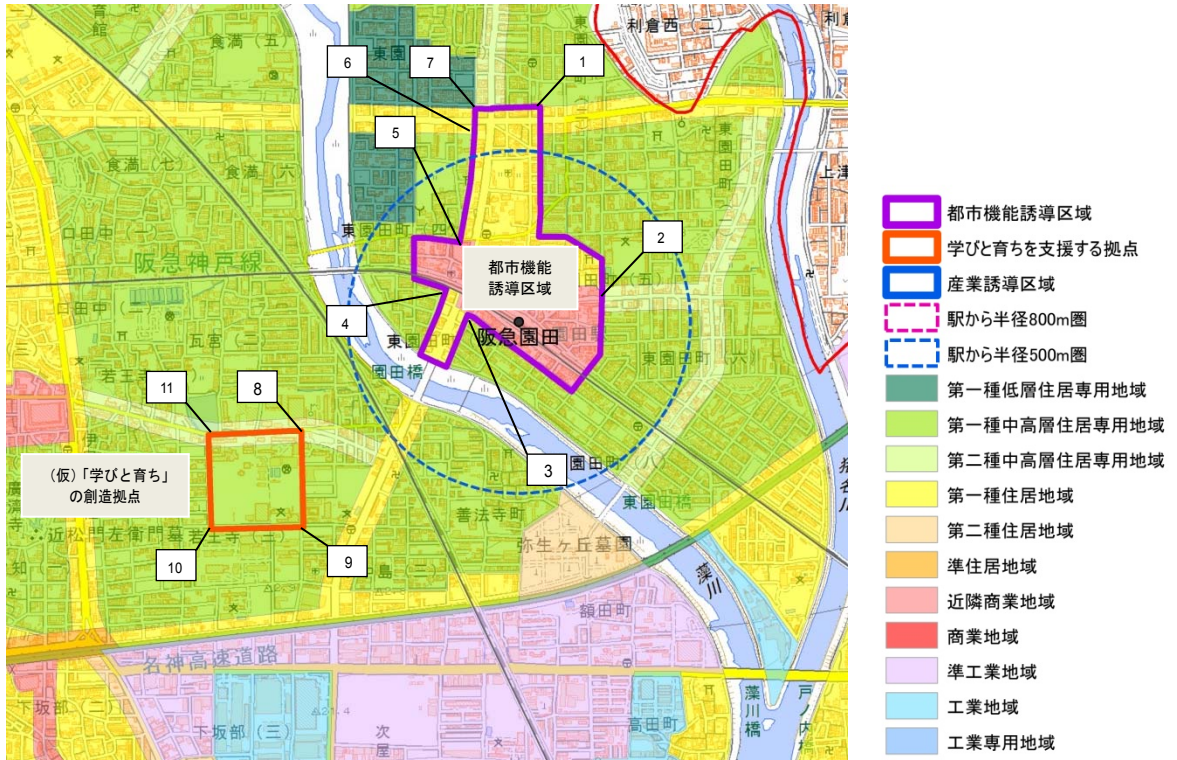 食満（五）
東園
（三）
利倉西（二）
6
7
1
5
食満（七）
食満（六）
東園田町
上津
口田中
東園田町（四）
2
阪急神戸線
都市機能
誘導区域
田中
瓦宮（二）
4
東園田町
阪急園田
東園田町（六）
園田橋
11
8
3
（仮）「学びと育ち」
の創造拠点
東園田橋
猪名川
善法寺町
近松門左衛門墓
若王寺（三）
弥生ヶ丘墓園
10
9
藻川
額田町
名神高速道路
下坂部（二）
下坂部（三）
次屋
高田町
藻川橋
戸ノ内
都市機能誘導区域
学びと育ちを支援する拠点
産業誘導区域
駅から半径800m圏
駅から半径500m圏
第一種低層住居専用地域
第一種中高層住居専用地域
第二種中高層住居専用地域
第一種住居地域
第二種住居地域
準住居地域
近隣商業地域
商業地域
準工業地域
工業地域
工業専用地域